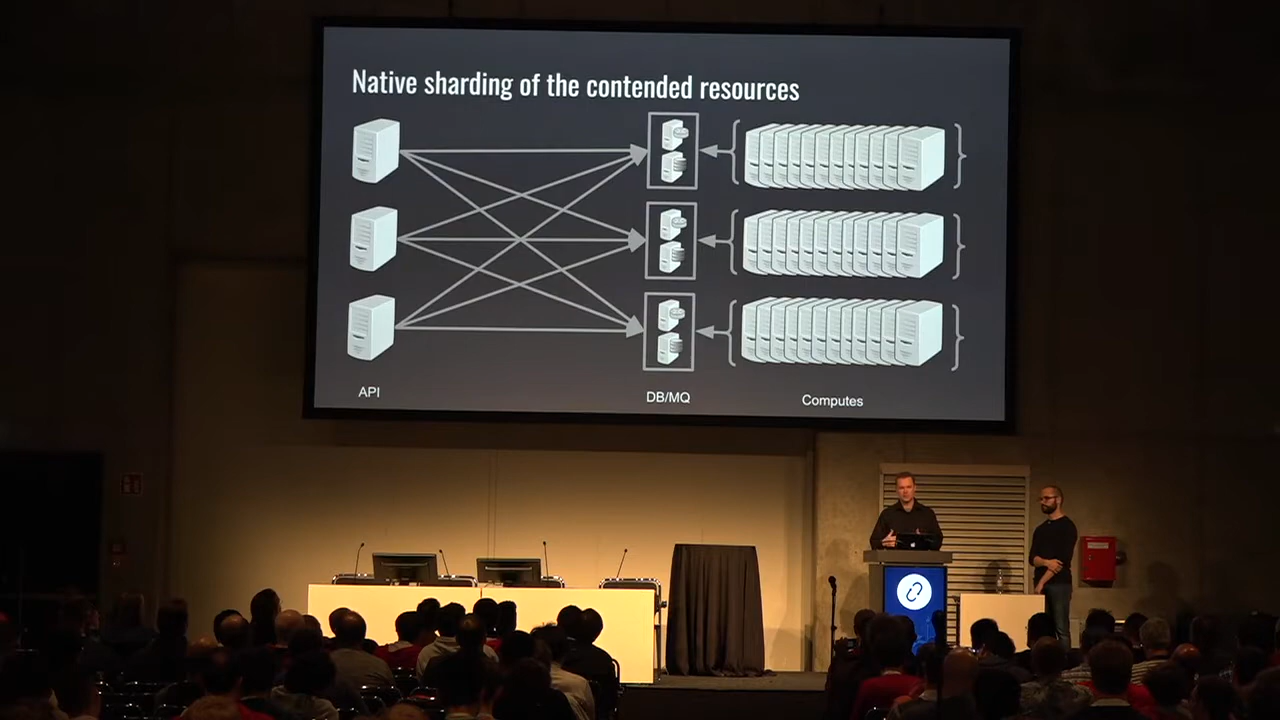 Native sharding of the contended resources
API
DB/MQ
Computes